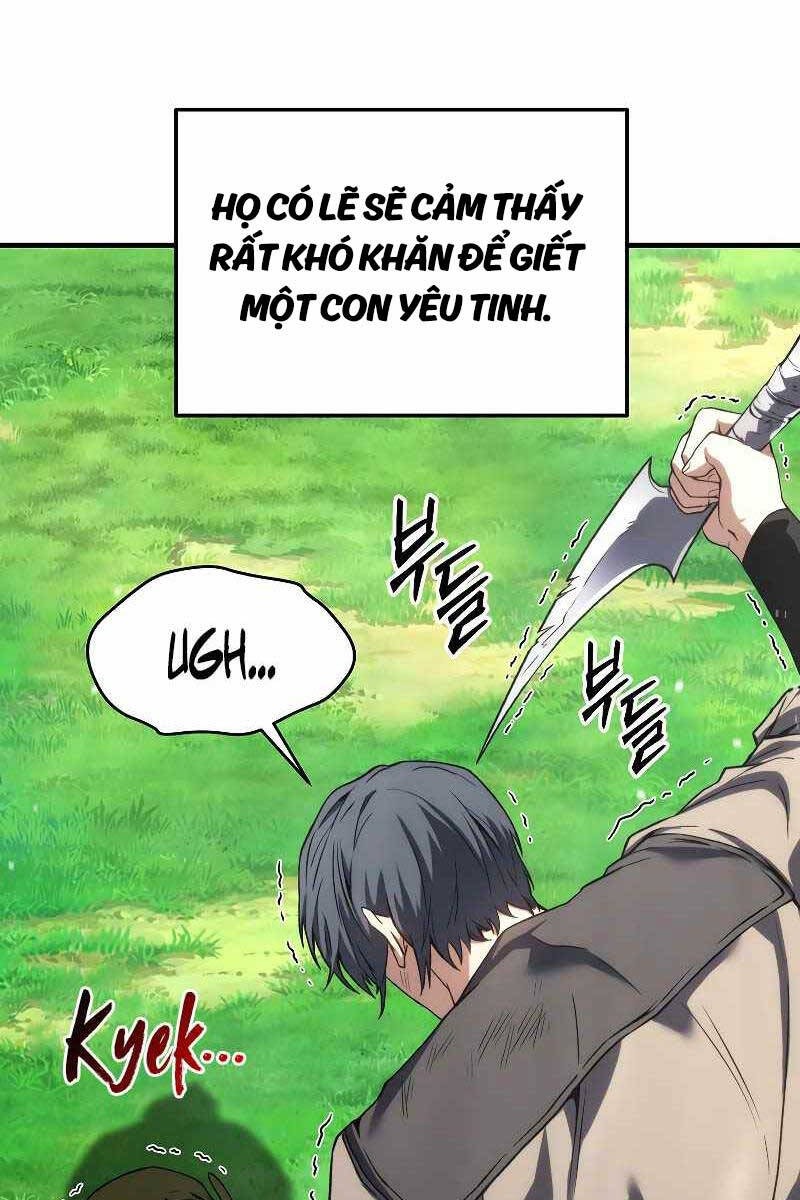 HỌ CÓ LẼ SẼ CẢM THẤY
RẤT KHÓ KHĂN ĐỂ GIẾT
MỘT CON YÊU TINH.
부들
UGH...
부들
Kyek...